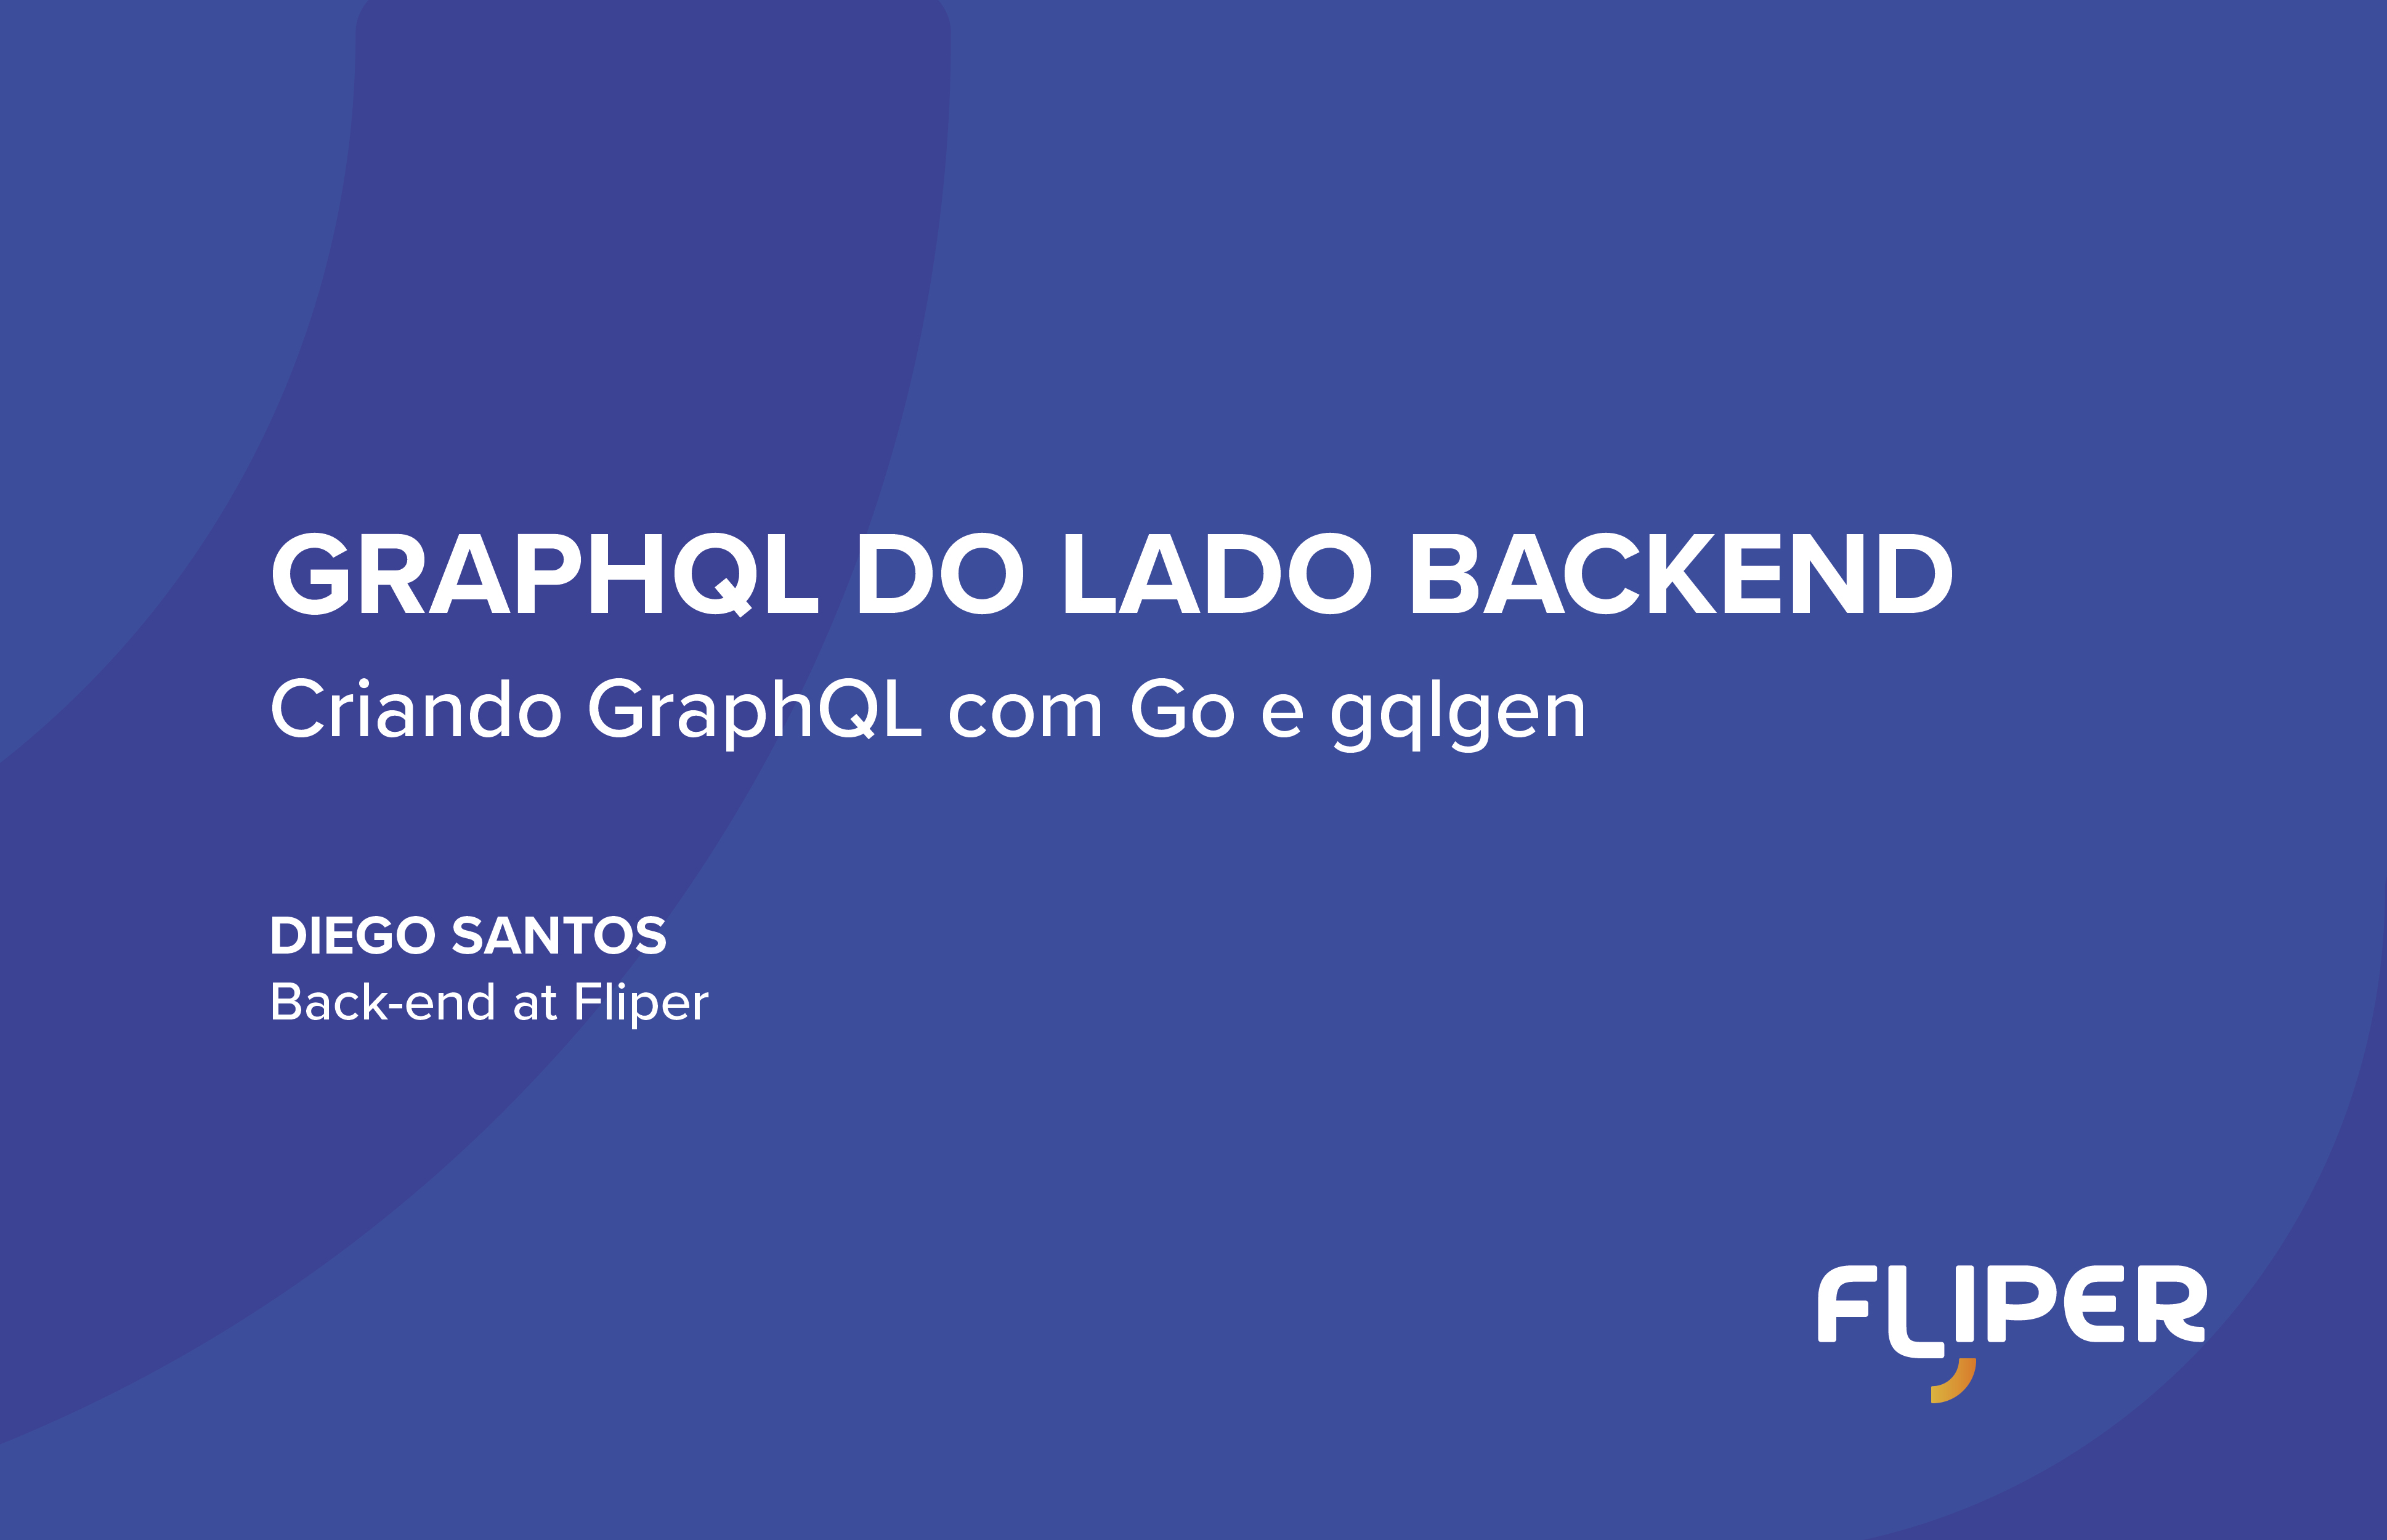 GRAPHQL DO LADO BACKEND
Criando GraphQL com Go e gqlgen
DIEGO SANTOS
Back-end at Fliper
FLIPER